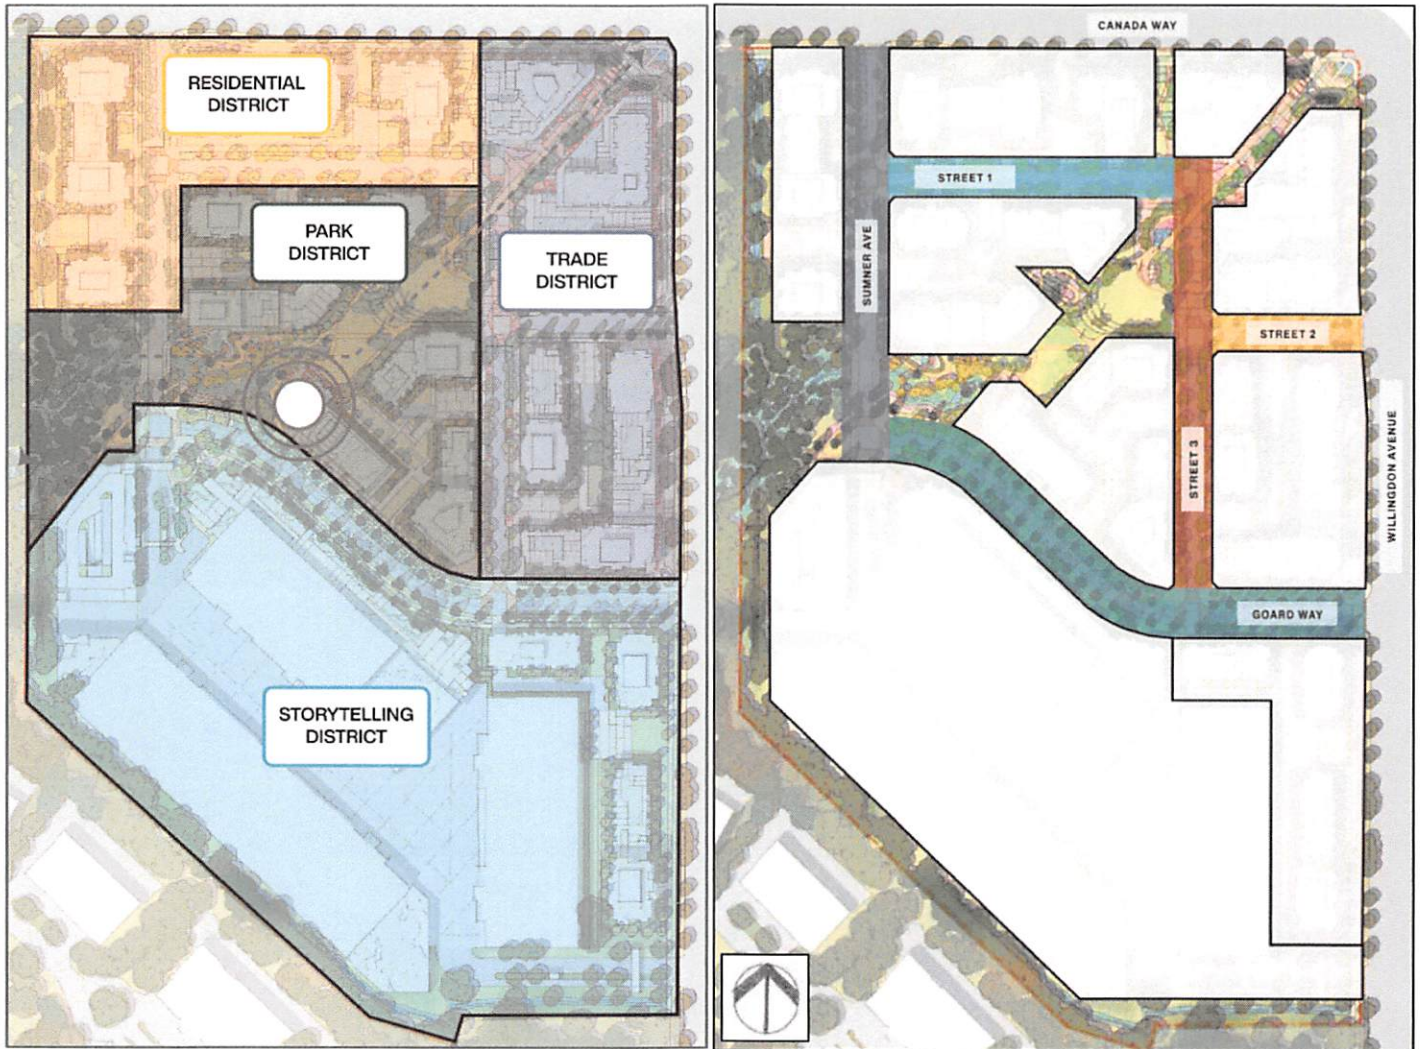 RESIDENTIAL
DISTRICT
PARK
DISTRICT
TRADE
DISTRICT
STORYTELLING
DISTRICT
CANADA WAY
STREET 1
SUMNER AVE
STREET 2
STREET 3
WILLINGDON AVENUE
GOARD WAY